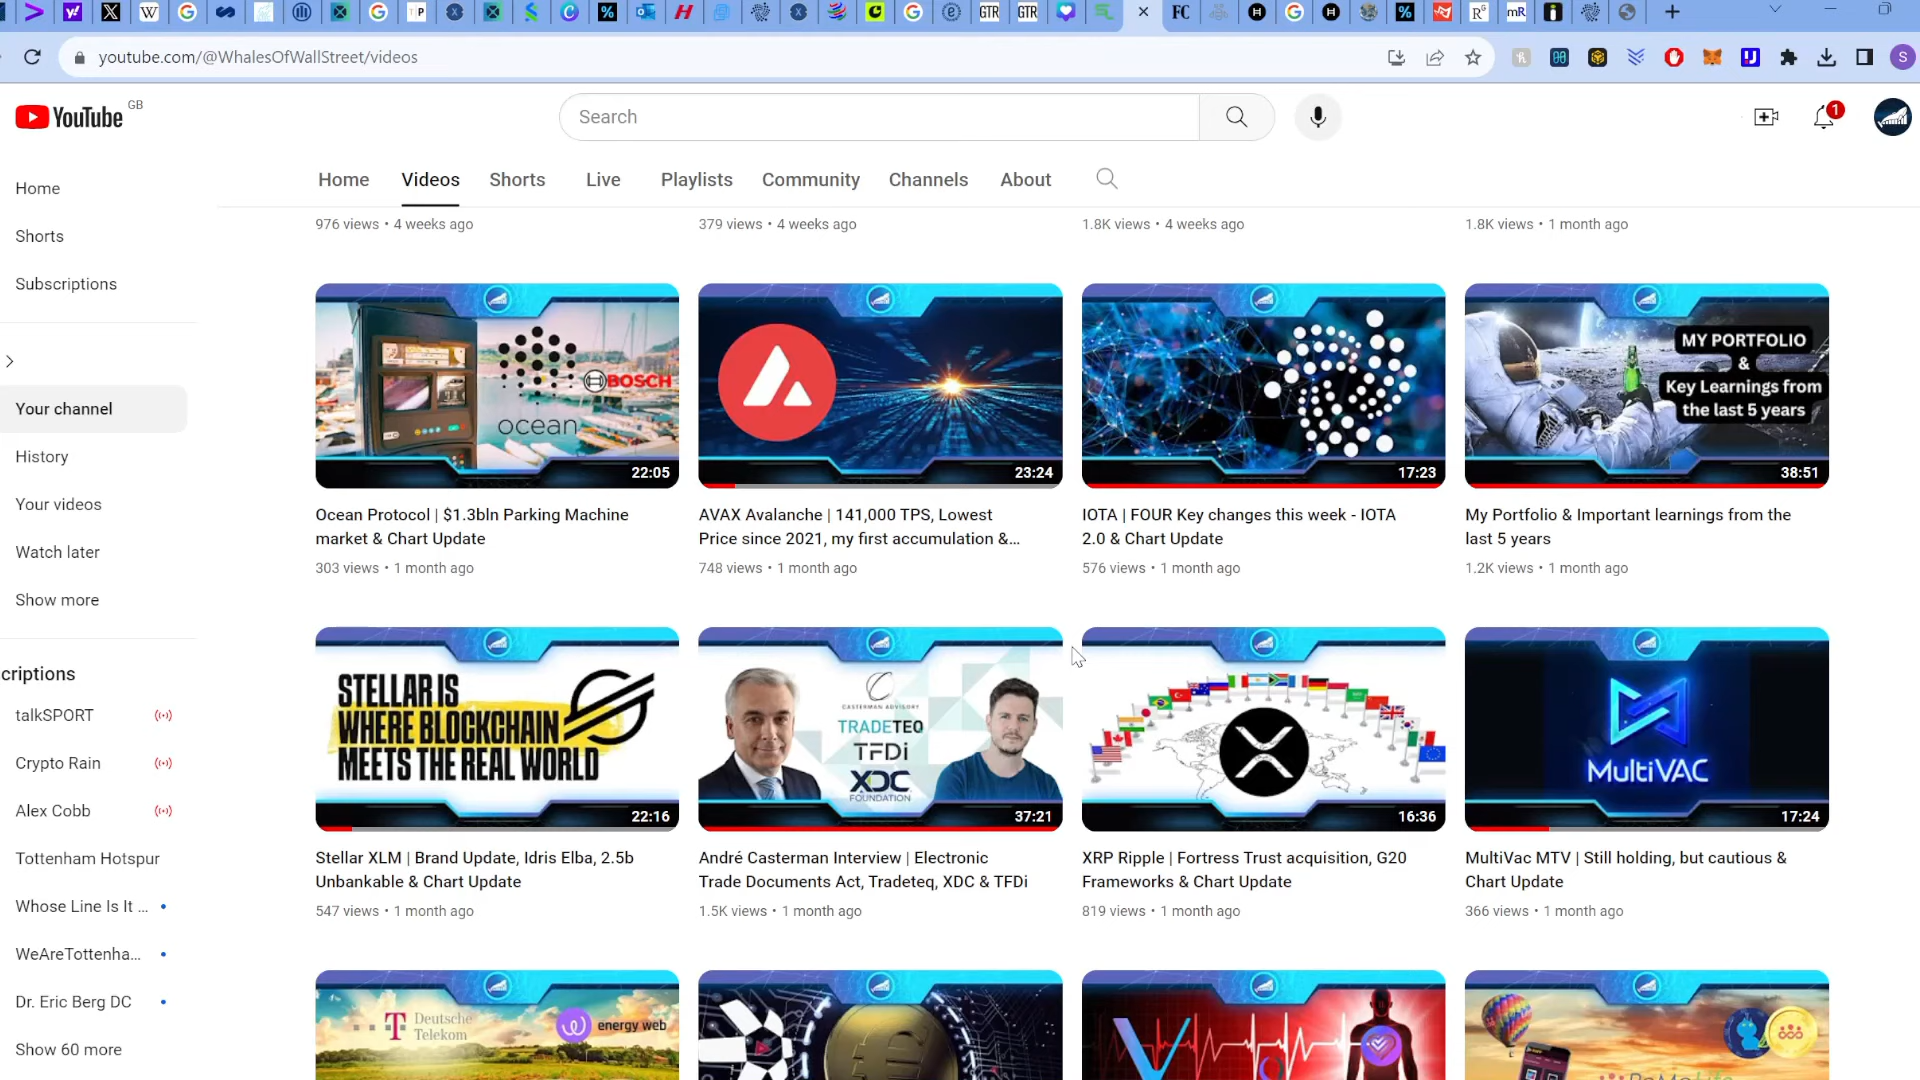 youtube.com/@WhalesOfWallStreet/videos
YouTube GB
Search
1
S
Home
Videos
Shorts
Live
Playlists
Community
Channels
About
Home
Shorts
Subscriptions
Your channel
History
Your videos
Watch later
Show more
criptions
talkSPORT
Crypto Rain
Alex Cobb
Tottenham Hotspur
Whose Line Is It ...
WeAreTottenha...
Dr. Eric Berg DC
Show 60 more
976 views • 4 weeks ago
379 views • 4 weeks ago
1.8K views • 4 weeks ago
1.8K views • 1 month ago
ocean
BOSCH
22:05
23:24
17:23
MY PORTFOLIO
&
Key Learnings from
the last 5 years
38:51
Ocean Protocol | $1.3bln Parking Machine
market & Chart Update
303 views • 1 month ago
AVAX Avalanche | 141,000 TPS, Lowest
Price since 2021, my first accumulation &...
748 views • 1 month ago
IOTA | FOUR Key changes this week - IOTA
2.0 & Chart Update
576 views • 1 month ago
My Portfolio & Important learnings from the
last 5 years
1.2K views • 1 month ago
STELLAR IS
WHERE BLOCKCHAIN
MEETS THE REAL WORLD
22:16
CASTERMAN ADVISORY
TRADETEQ
TFDi
XDC
FOUNDATION
37:21
16:36
MultiVAC
17:24
Stellar XLM | Brand Update, Idris Elba, 2.5b
Unbankable & Chart Update
547 views • 1 month ago
André Casterman Interview | Electronic
Trade Documents Act, Tradeteq, XDC & TFDi
1.5K views • 1 month ago
XRP Ripple | Fortress Trust acquisition, G20
Frameworks & Chart Update
819 views • 1 month ago
MultiVac MTV | Still holding, but cautious &
Chart Update
366 views • 1 month ago
Deutsche
Telekom
energy web